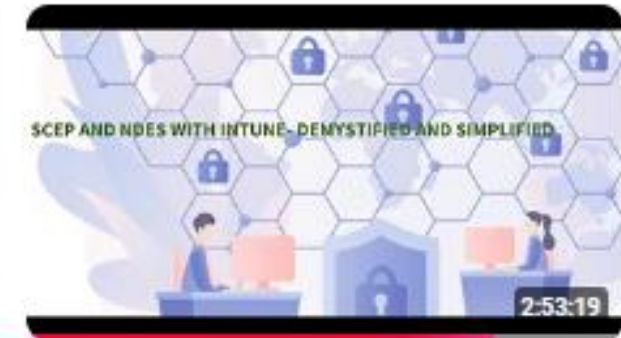 SCEP AND NDES WITH INTUNE- DEMYSTIFIED AND SIMPLIFIED
2:53:19